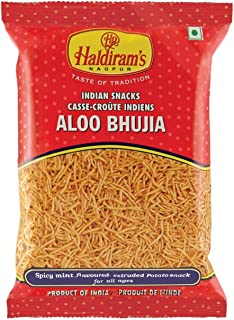 HR
Haldiram's
NAGPUR
TASTE OF TRADITION
INDIAN SNACKS
CASSE-CROÛTE INDIENS
ALOO BHUJIA
Spicy mint flavoured extruded Potato snack
for all ages
PRODUCT OF INDIA - PRODUIT DE L'INDE